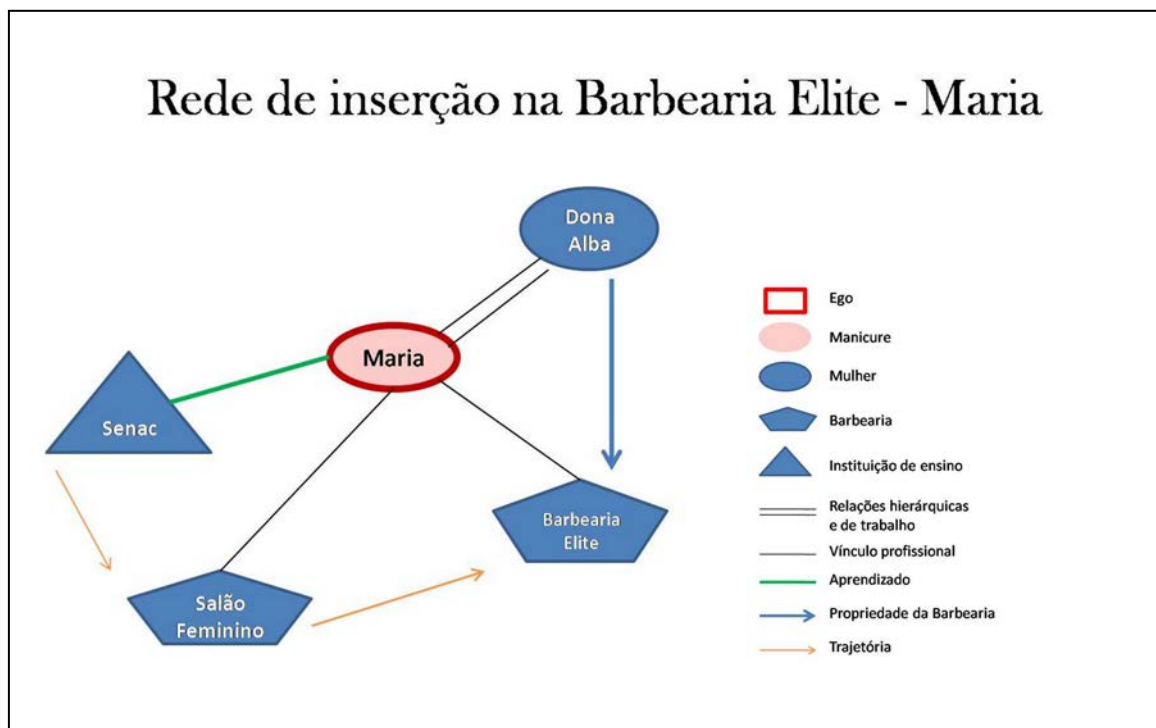 Rede de inserção na Barbearia Elite - Maria
Dona
Alba
Maria
Senac
Barbearia
Elite
Salão
Feminino
Ego
Manicure
Mulher
Barbearia
Instituição de ensino
Relações hierárquicas
e de trabalho
Vínculo profissional
Aprendizado
Propriedade da Barbearia
Trajetória